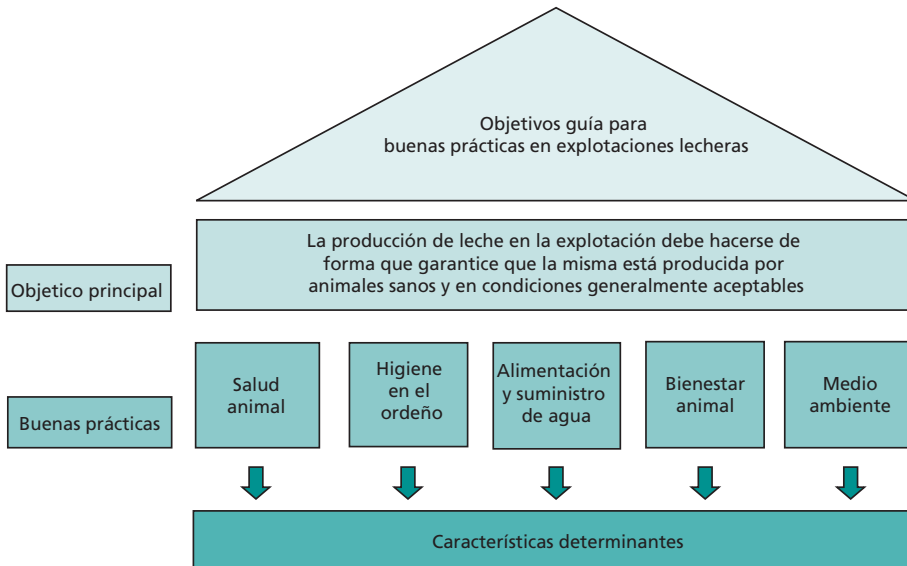 Objetivos guía para
buenas prácticas en explotaciones lecheras
La producción de leche en la explotación debe hacerse de
forma que garantice que la misma está producida por
animales sanos y en condiciones generalmente aceptables
Objetico principal
Salud
animal
Higiene
en el
ordeño
Alimentación
y suministro
de agua
Bienestar
animal
Medio
ambiente
Buenas prácticas
Características determinantes